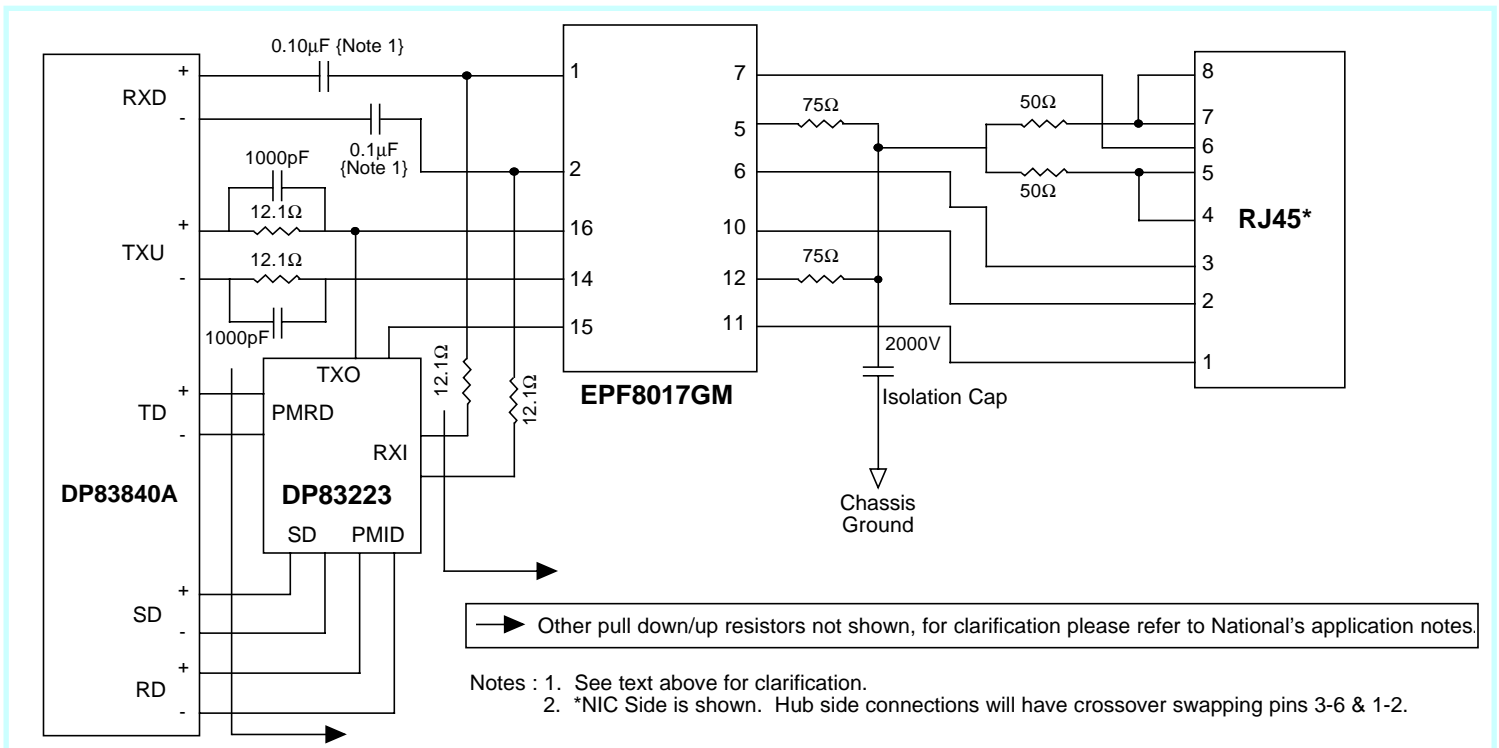 0.10µF {Note 1}
+
RXD
-
0.1µF
{Note 1}
1000pF
12.1Ω
+
TXU
-
12.1Ω
1000pF
TD
+
-
DP83840A
SD
+
-
RD
+
-
TXO
PMRD
RXI
DP83223
SD PMID
12.1Ω
12.1Ω
1
2
16
14
15
7
5
6
10
12
11
EPF8017GM
75Ω
75Ω
50Ω
50Ω
2000V
Isolation Cap
Chassis
Ground
8
7
6
5
4
3
2
1
RJ45*
Other pull down/up resistors not shown, for clarification please refer to National's application notes.
Notes : 1. See text above for clarification.
2. *NIC Side is shown. Hub side connections will have crossover swapping pins 3-6 & 1-2.